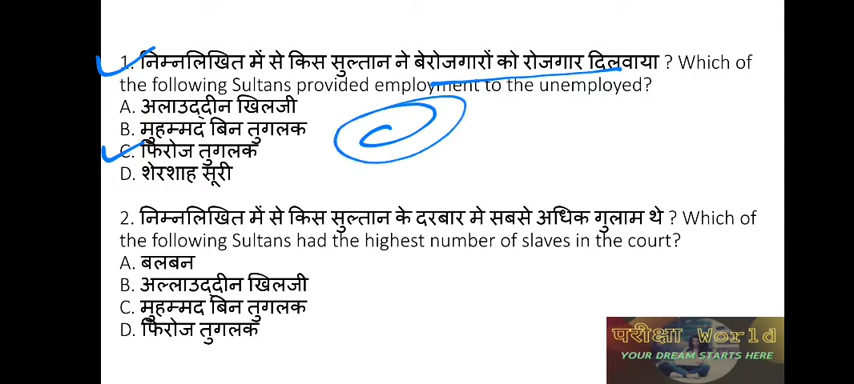 1. निम्नलिखित में से किस सुल्तान ने बेरोजगारों को रोजगार दिलवाया ? Which of
the following Sultans provided employment to the unemployed?
A. अलाउद्दीन खिलजी
B. मुहम्मद बिन तुगलक
C. फिरोज तुगलक
D. शेरशाह सूरी
2. निम्नलिखित में से किस सुल्तान के दरबार मे सबसे अधिक गुलाम थे ? Which of
the following Sultans had the highest number of slaves in the court?
A. बलबन
B. अल्लाउद्दीन खिलजी
C. मुहम्मद बिन तुगलक
D. फिरोज तुगलक
परीक्षा World
YOUR DREAM STARTS HERE